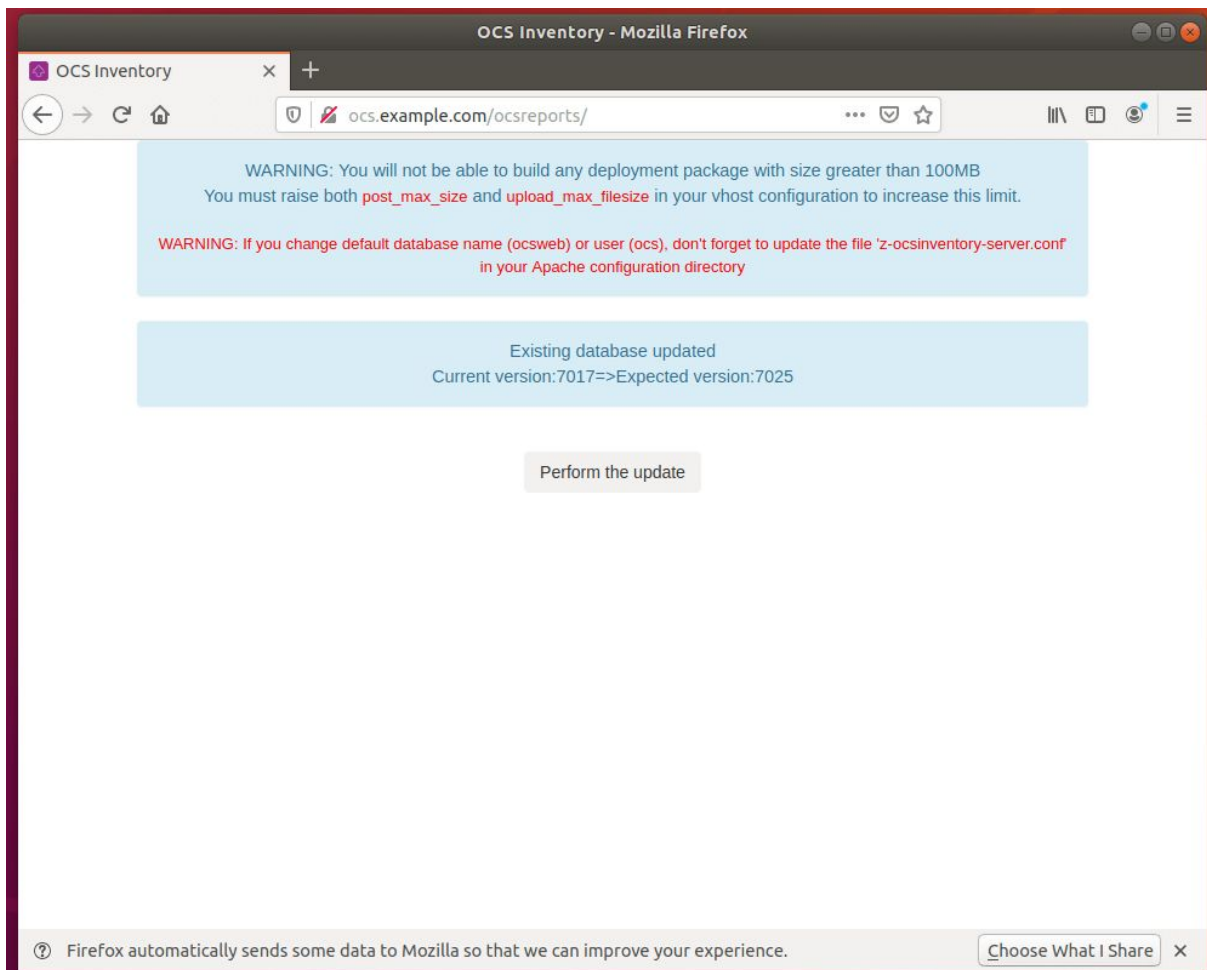 OCS Inventory - Mozilla Firefox
OCS Inventory
ocs.example.com/ocsreports/
WARNING: You will not be able to build any deployment package with size greater than 100MB
You must raise both post_max_size and upload_max_filesize in your vhost configuration to increase this limit.
WARNING: If you change default database name (ocsweb) or user (ocs), don't forget to update the file 'z-ocsinventory-server.conf'
in your Apache configuration directory
Existing database updated
Current version:7017=>Expected version:7025
Perform the update
Firefox automatically sends some data to Mozilla so that we can improve your experience.
Choose What I Share